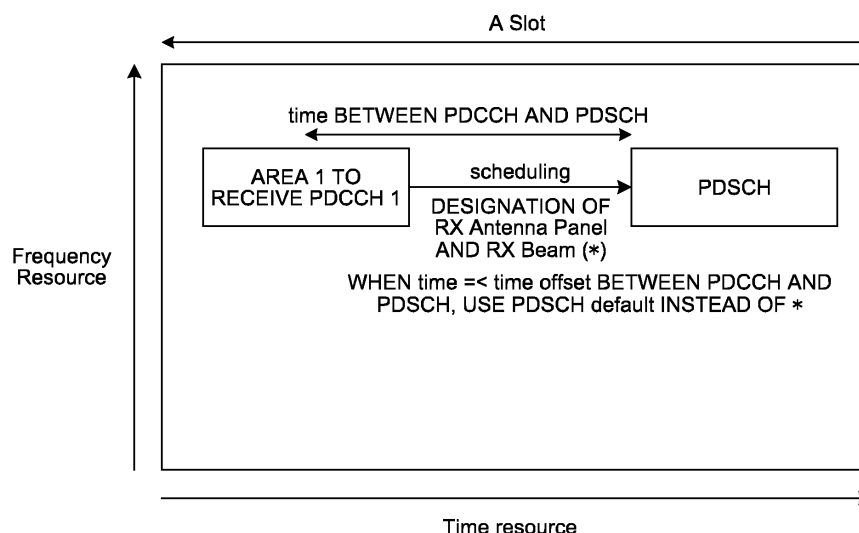 A Slot
time BETWEEN PDCCH AND PDSCH
AREA 1 TO
RECEIVE PDCCH 1
scheduling
PDSCH
DESIGNATION OF
RX Antenna Panel
AND RX Beam (*)
Frequency
Resource
WHEN time =< time offset BETWEEN PDCCH AND
PDSCH, USE PDSCH default INSTEAD OF *
Time resource